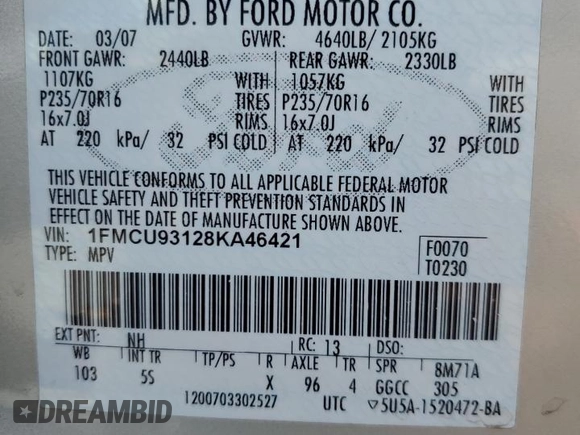 MFD. BY FORD MOTOR CO.
DATE: 03/07 GVWR: 4640LB/ 2105KG
FRONT GAWR: 2440LB REAR GAWR: 2330LB
1107KG WITH 1057KG WITH
P235/70R16 TIRES P235/70R16 TIRES
16x7.0J RIMS 16x7.0J RIMS
AT 220 kPa/ 32 PSI COLD AT 220 kPa/ 32 PSI COLD
Ford
THIS VEHICLE CONFORMS TO ALL APPLICABLE FEDERAL MOTOR
VEHICLE SAFETY AND THEFT PREVENTION STANDARDS IN
EFFECT ON THE DATE OF MANUFACTURE SHOWN ABOVE.
VIN: 1FMCU93128KA46421 F0070
TYPE: MPV T0230
EXT PNT: NH RC: 13 DSO:
WB INT TR TP/PS R AXLE TR SPR 8M71A
103 5S X 96 4 GGCC 305
1200703302527 UTC ▽5U5A-1520472-BA
DREAMBID